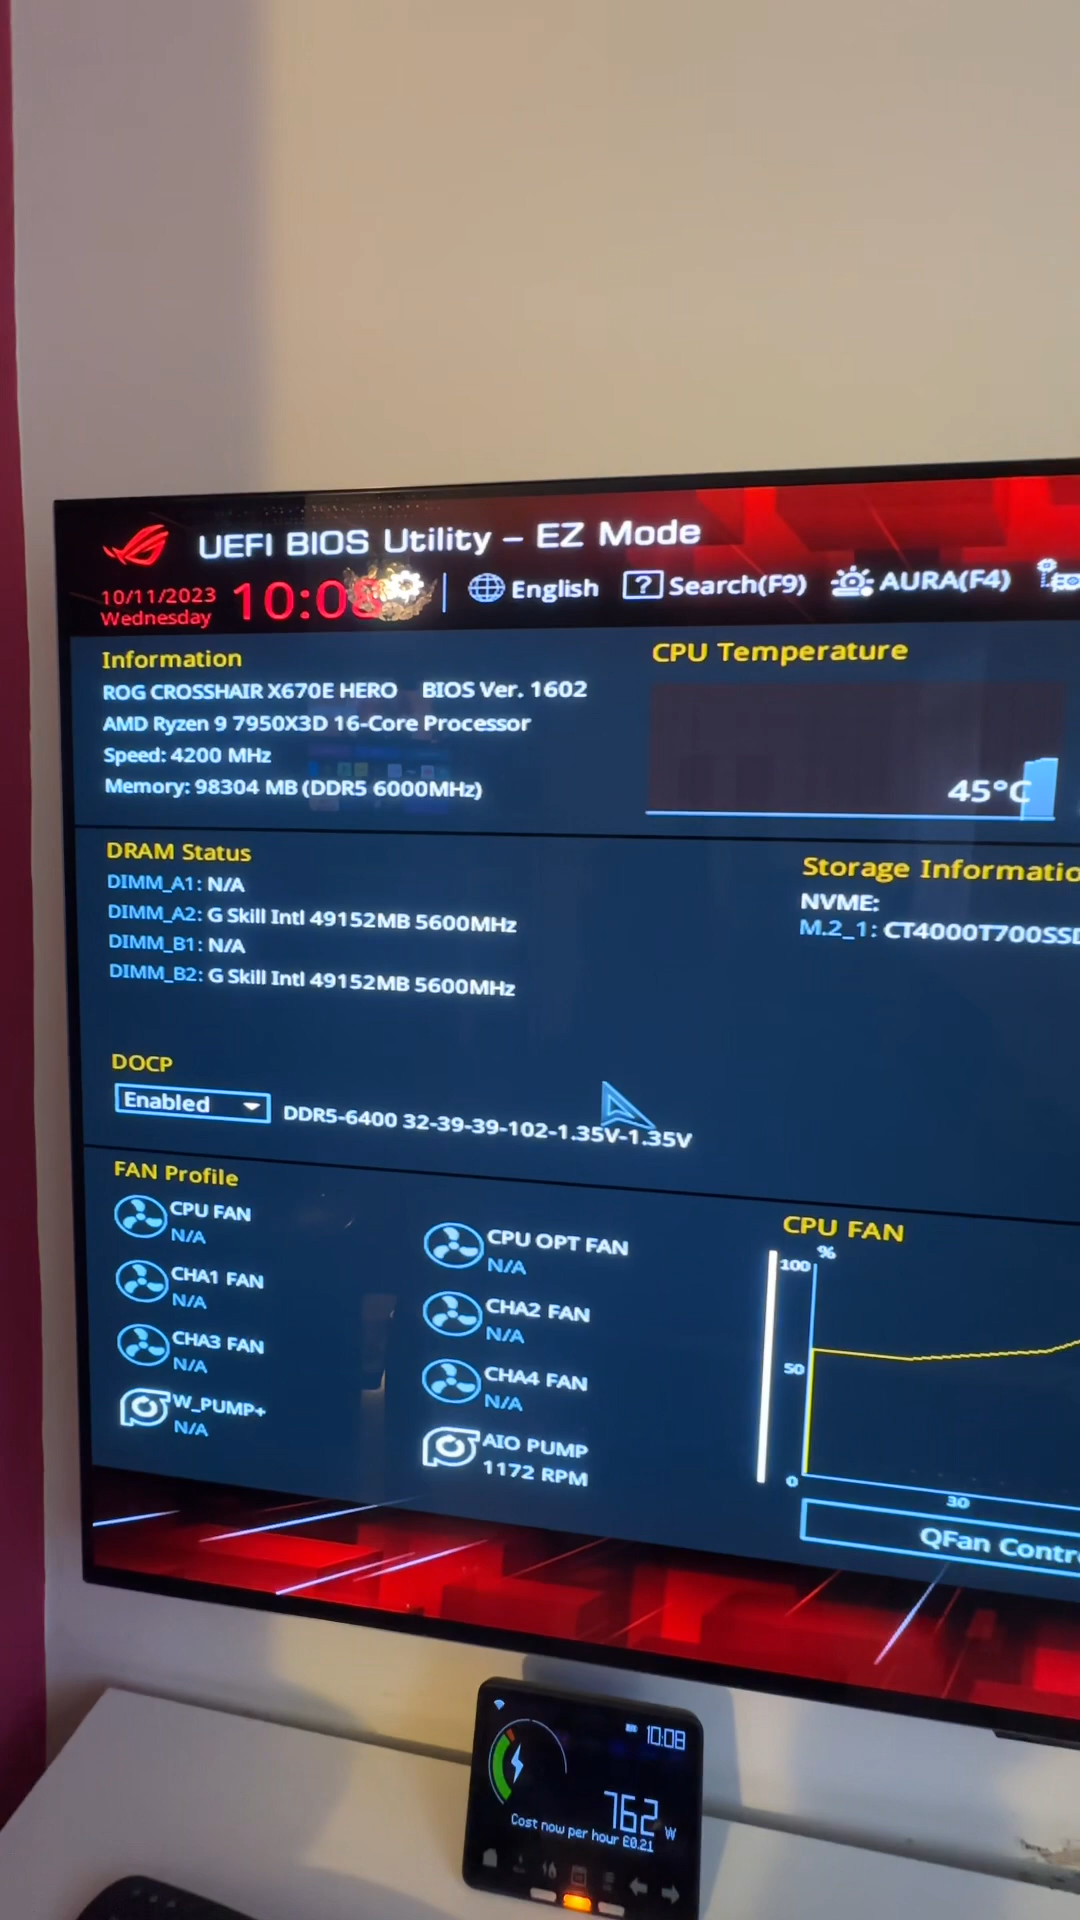 UEFI BIOS Utility – EZ Mode
10/11/2023
Wednesday
10:08
English
Search(F9)
AURA(F4)
Information
ROG CROSSHAIR X670E HERO BIOS Ver. 1602
AMD Ryzen 9 7950X3D 16-Core Processor
Speed: 4200 MHz
Memory: 98304 MB (DDR5 6000MHz)
CPU Temperature
45°C
DRAM Status
DIMM_A1: N/A
DIMM_A2: G Skill Intl 49152MB 5600MHz
DIMM_B1: N/A
DIMM_B2: G Skill Intl 49152MB 5600MHz
Storage Informatio
NVME:
M.2_1: CT4000T700SSD
DOCP
Enabled
DDR5-6400 32-39-39-102-1.35V-1.35V
FAN Profile
CPU FAN
N/A
CHA1 FAN
N/A
CHA3 FAN
N/A
W_PUMP+
N/A
CPU OPT FAN
N/A
CHA2 FAN
N/A
CHA4 FAN
N/A
AIO PUMP
1172 RPM
CPU FAN
%
100
50
0
30
QFan Contro
10:08
762 W
Cost now per hour £0.21